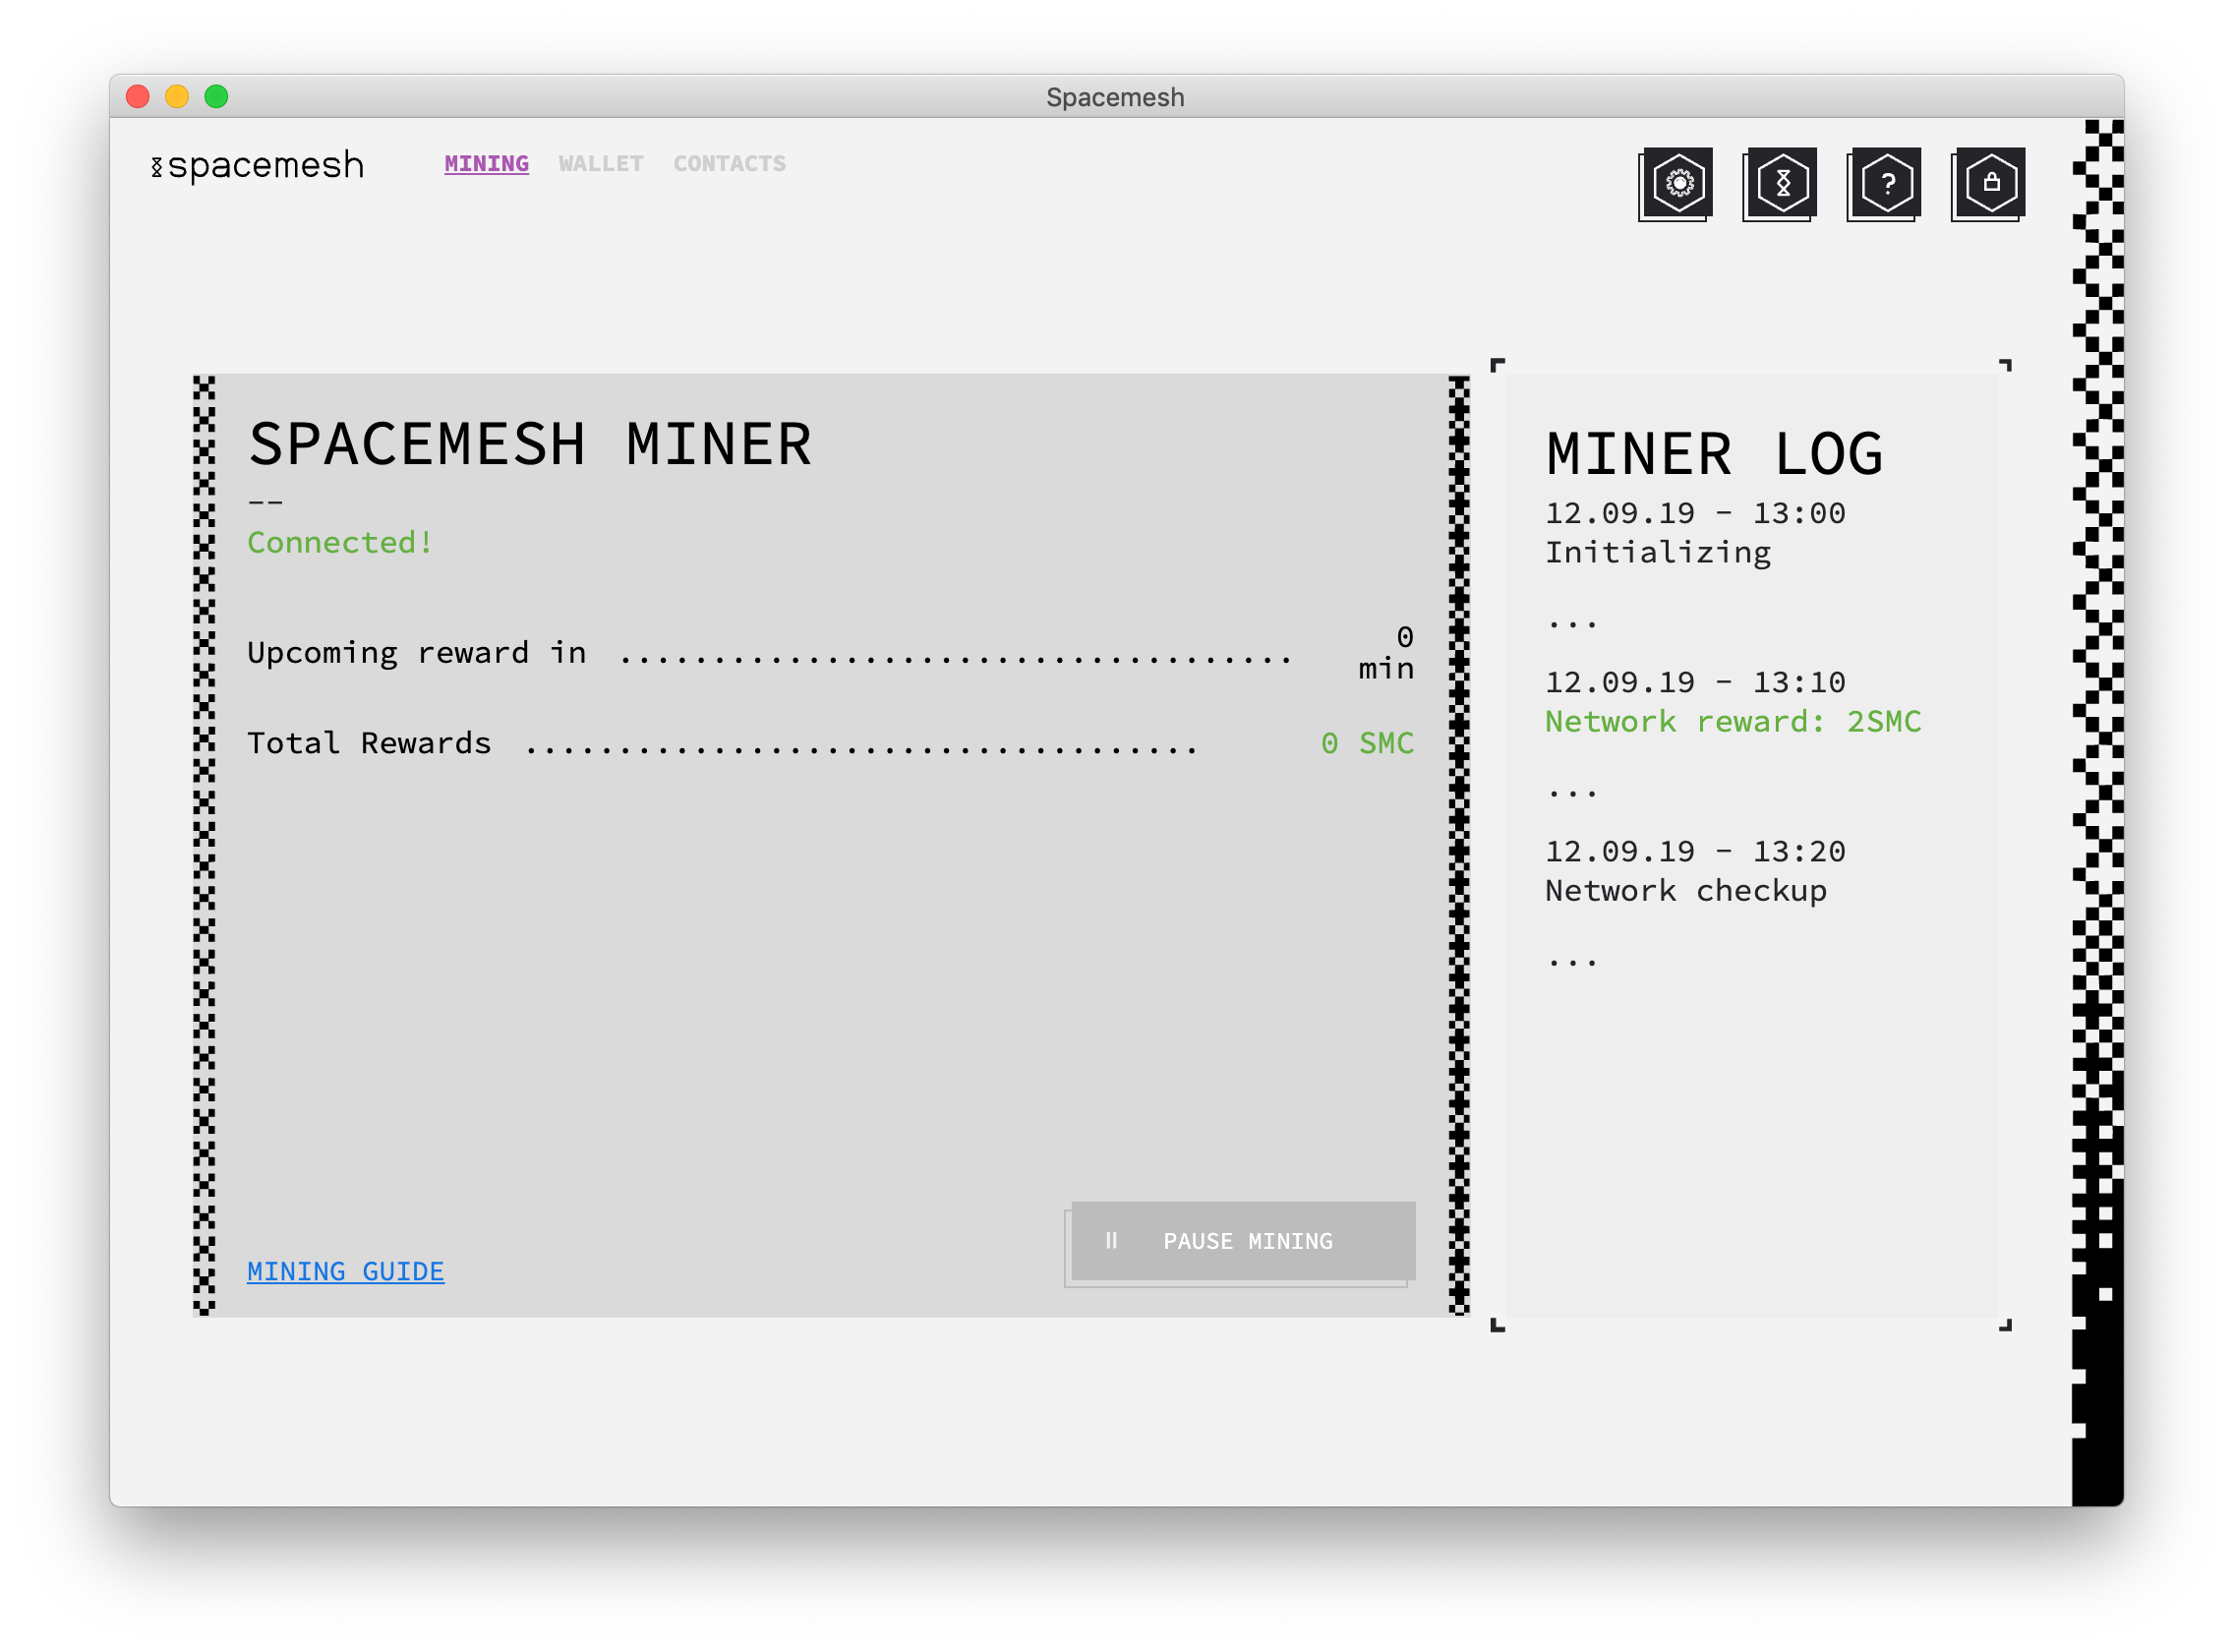 Spacemesh
spacemesh
MINING WALLET CONTACTS
?
SPACEMESH MINER
--
Connected!
Upcoming reward in .................................... 0 min
Total Rewards .................................... 0 SMC
MINING GUIDE
PAUSE MINING
MINER LOG
12.09.19 - 13:00
Initializing
...
12.09.19 - 13:10
Network reward: 2SMC
...
12.09.19 - 13:20
Network checkup
...